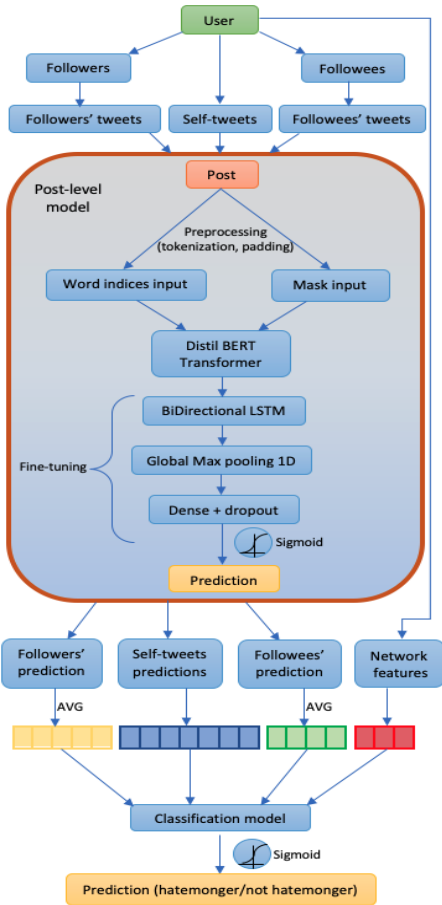 User
Followers
Followees
Followers' tweets
Self-tweets
Followees' tweets
Post-level
model
Post
Preprocessing
(tokenization, padding)
Word indices input
Mask input
Distil BERT
Transformer
BiDirectional LSTM
Fine-tuning
Global Max pooling 1D
Dense + dropout
Sigmoid
Prediction
Followers'
prediction
Self-tweets
predictions
Followees'
prediction
Network
features
AVG
AVG
Classification model
Sigmoid
Prediction (hatemonger/not hatemonger)